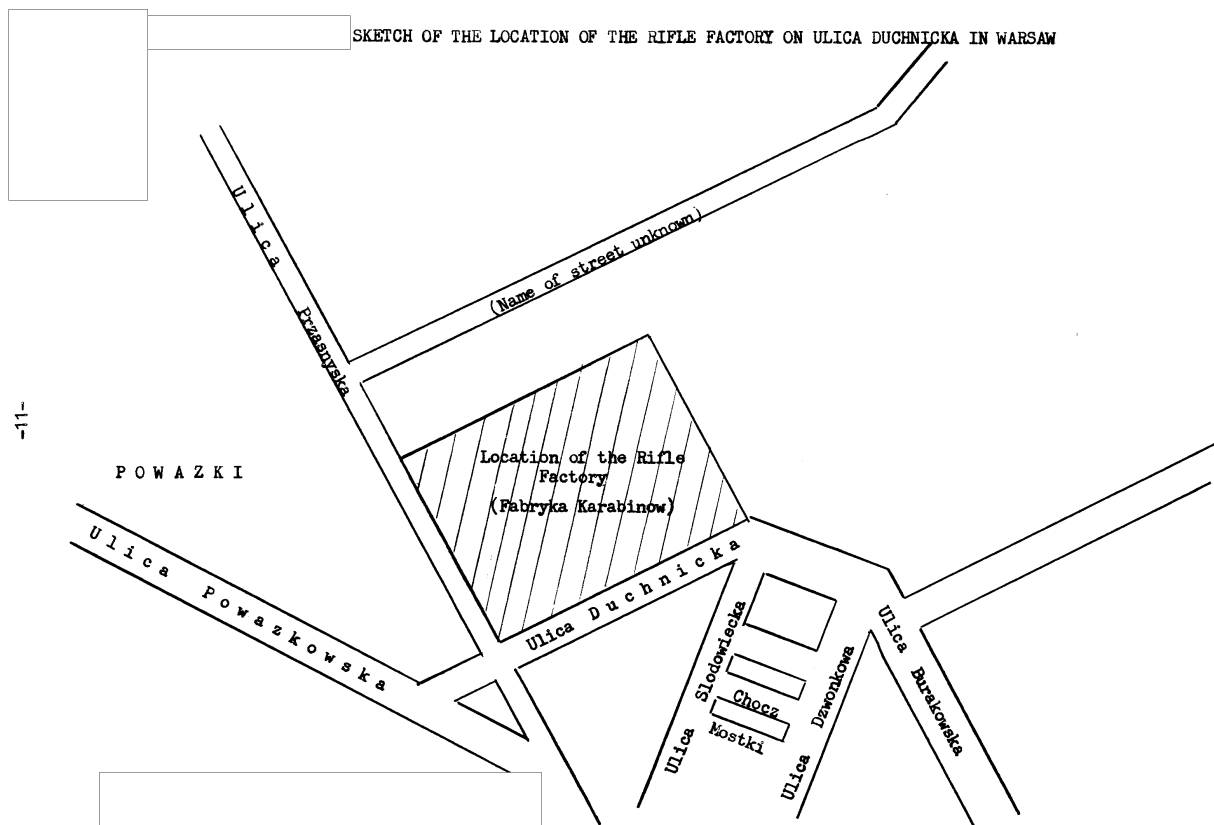 SKETCH OF THE LOCATION OF THE RIFLE FACTORY ON ULICA DUCHNICKA IN WARSAW
Ulica Przasnyska
(Name of street unknown)
-11-
POWAZKI
Location of the Rifle
Factory
(Fabryka Karabinow)
Ulica Powazkowska
Ulica Duchnicka
Ulica Slodowiecka
Chocz
Mostki
Ulica Dzwonkowa
Ulica Burakowska